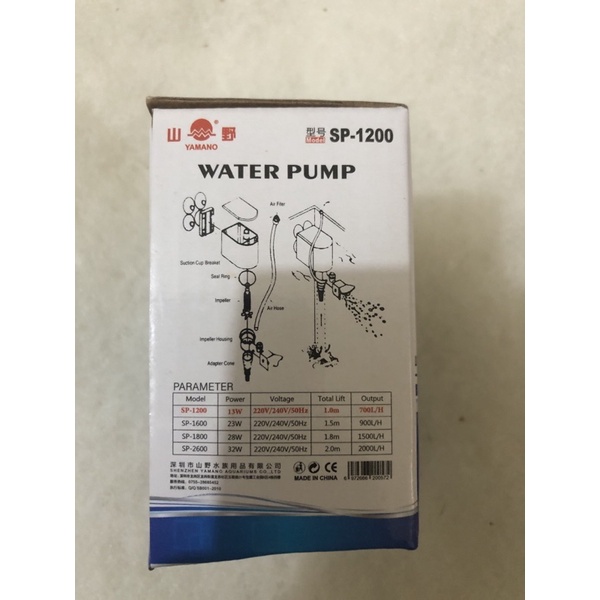 山 野
YAMANO
型号
Model SP-1200
WATER PUMP
Air Filter
Suction Cup Breaket
Seal Ring
Impeller
Air Hose
Impeller Housing
Adapter Cone
PARAMETER
Model Power Voltage Total Lift Output
SP-1200 15W 220V/240V/50Hz 1.0m 700L/H
SP-1600 23W 220V/240V/50Hz 1.5m 900L/H
SP-1800 28W 220V/240V/50Hz 1.8m 1500L/H
SP-2600 32W 220V/240V/50Hz 2.0m 2000L/H
深圳市山野水族用品有限公司
SHENZHEN YAMANO AQUARIUMS CO.,LTD
CE
MADE IN CHINA